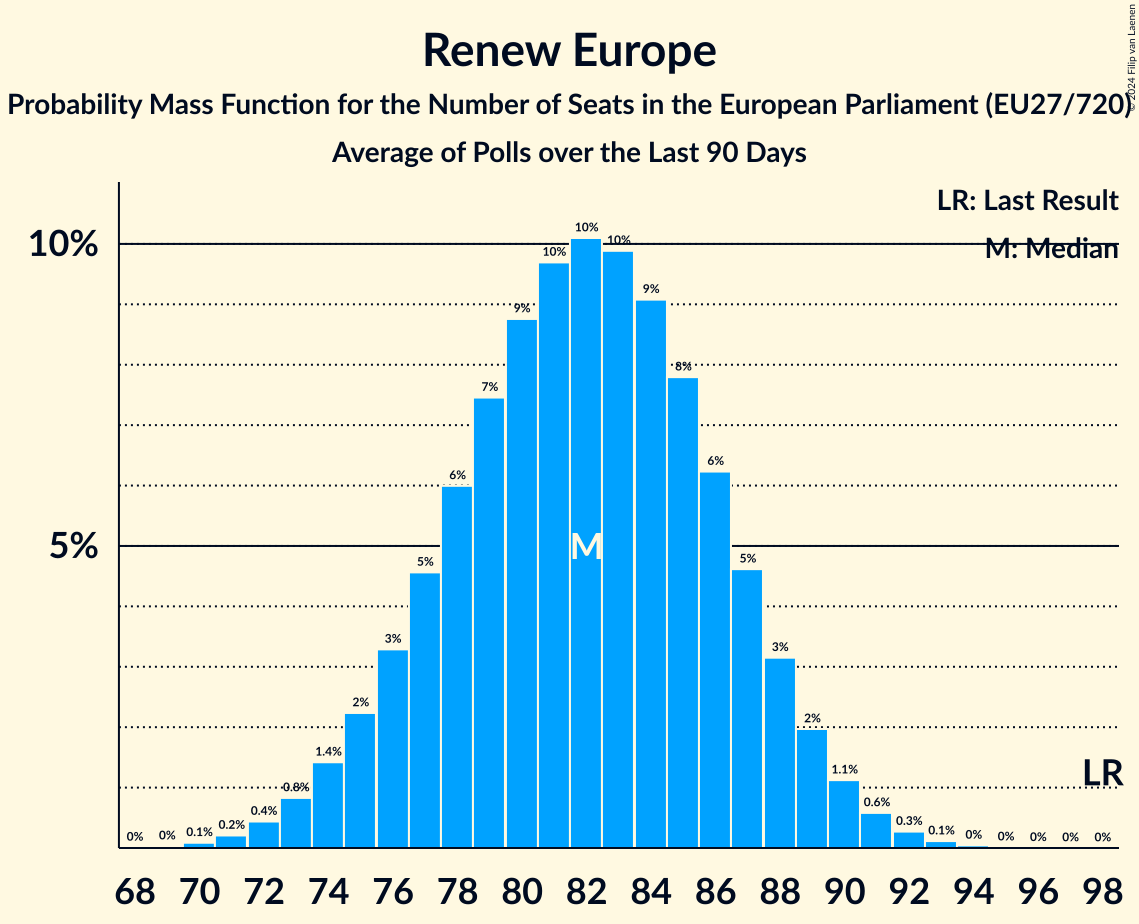 Renew Europe
Probability Mass Function for the Number of Seats in the European Parliament (EU27/720)
Average of Polls over the Last 90 Days
© 2024 Filip van Laenen
LR: Last Result
M: Median
10%
5%
0% 0% 0.1% 0.2% 0.4% 0.8% 1.4% 2% 3% 5% 6% 7% 9% 10% 10% 10% 9% 8% 6% 5% 3% 2% 1.1% 0.6% 0.3% 0.1% 0% 0% 0% 0% 0%
M
LR
68 70 72 74 76 78 80 82 84 86 88 90 92 94 96 98